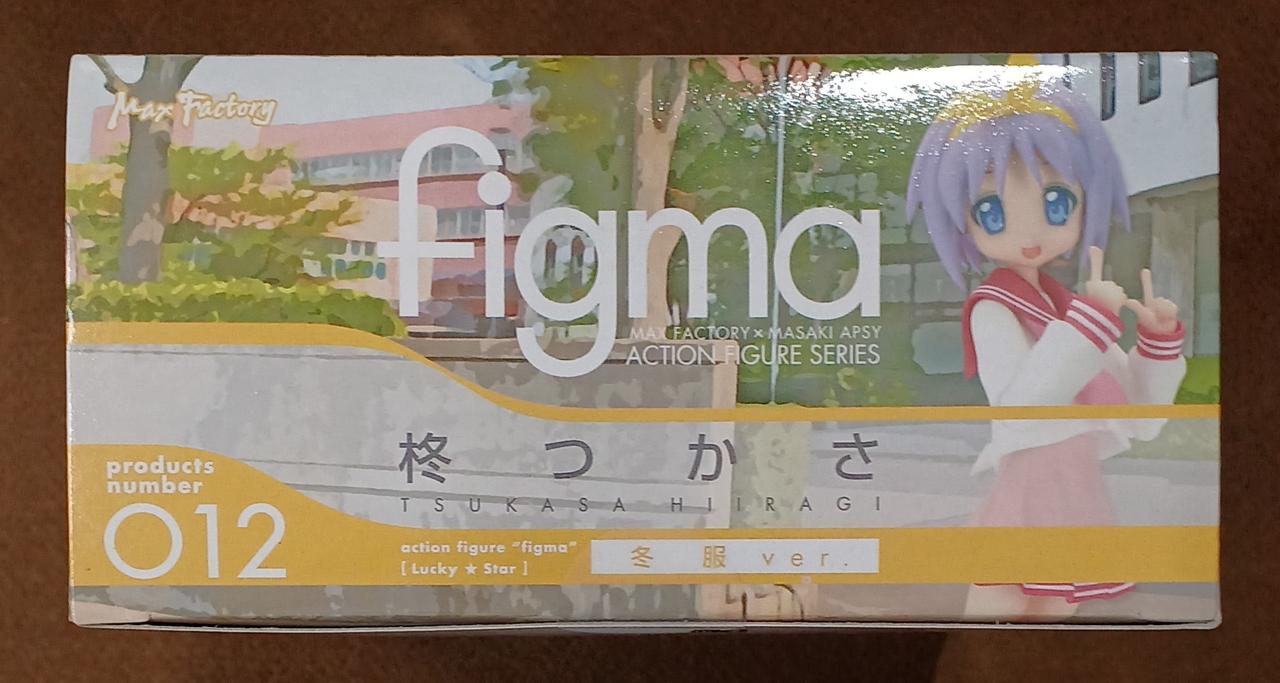 Max Factory
figma
MAX FACTORY×MASAKI APSY
ACTION FIGURE SERIES
柊つかさ
TSUKASA HIIRAGI
products
number
012
action figure "figma"
[ Lucky ★ Star ]
冬服 ver.